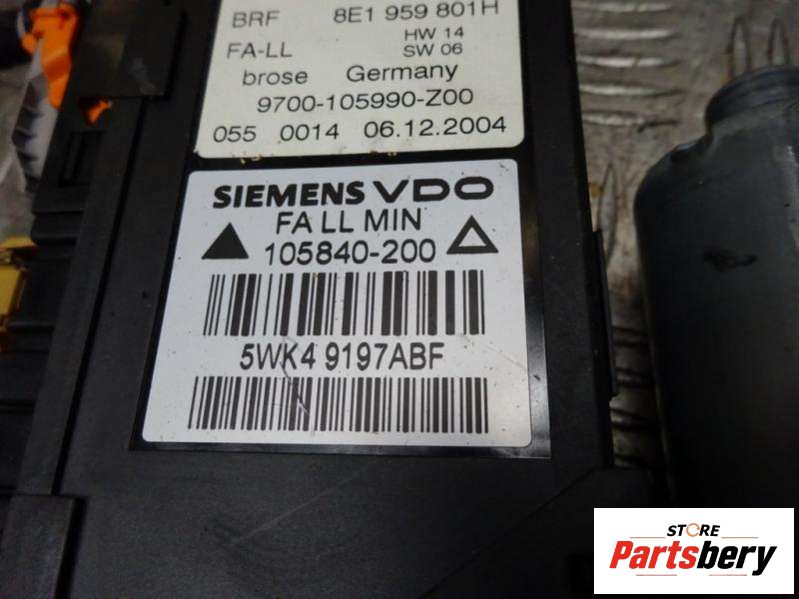 BRF 8E1 959 801H
FA-LL HW 14
SW 06
brose Germany
9700-105990-Z00
055 0014 06.12.2004
SIEMENS VDO
FA LL MIN
105840-200
5WK4 9197ABF
STORE
Partsbery